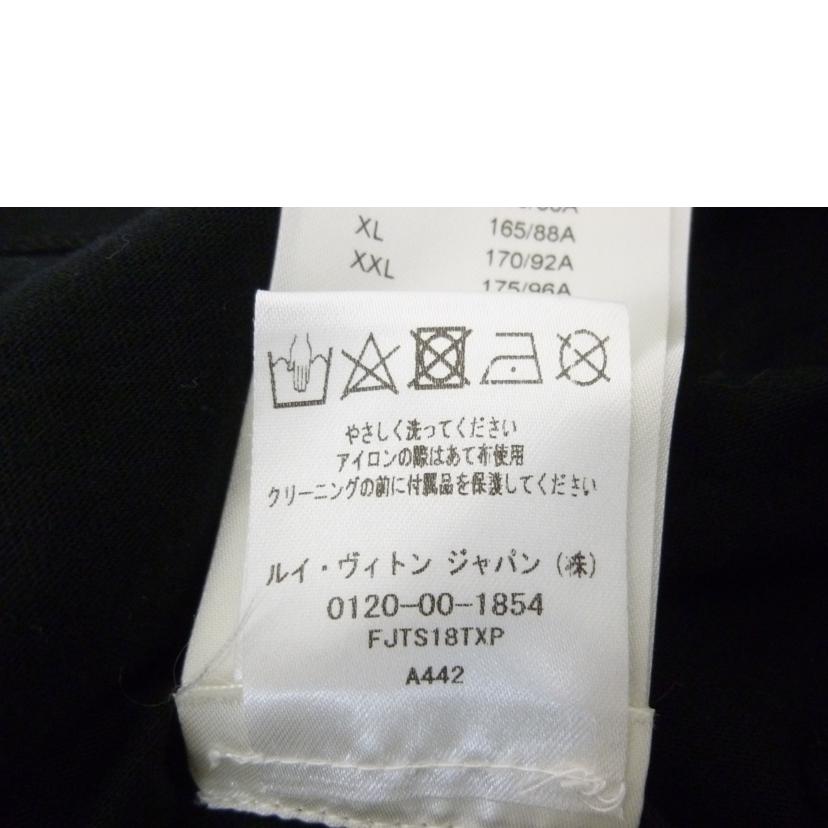 XL 165/88A
XXL 170/92A
175/96A
やさしく洗ってください
アイロンの際はあて布使用
クリーニングの前に付属品を保護してください
ルイ・ヴィトン ジャパン (株)
0120-00-1854
FJTS18TXP
A442